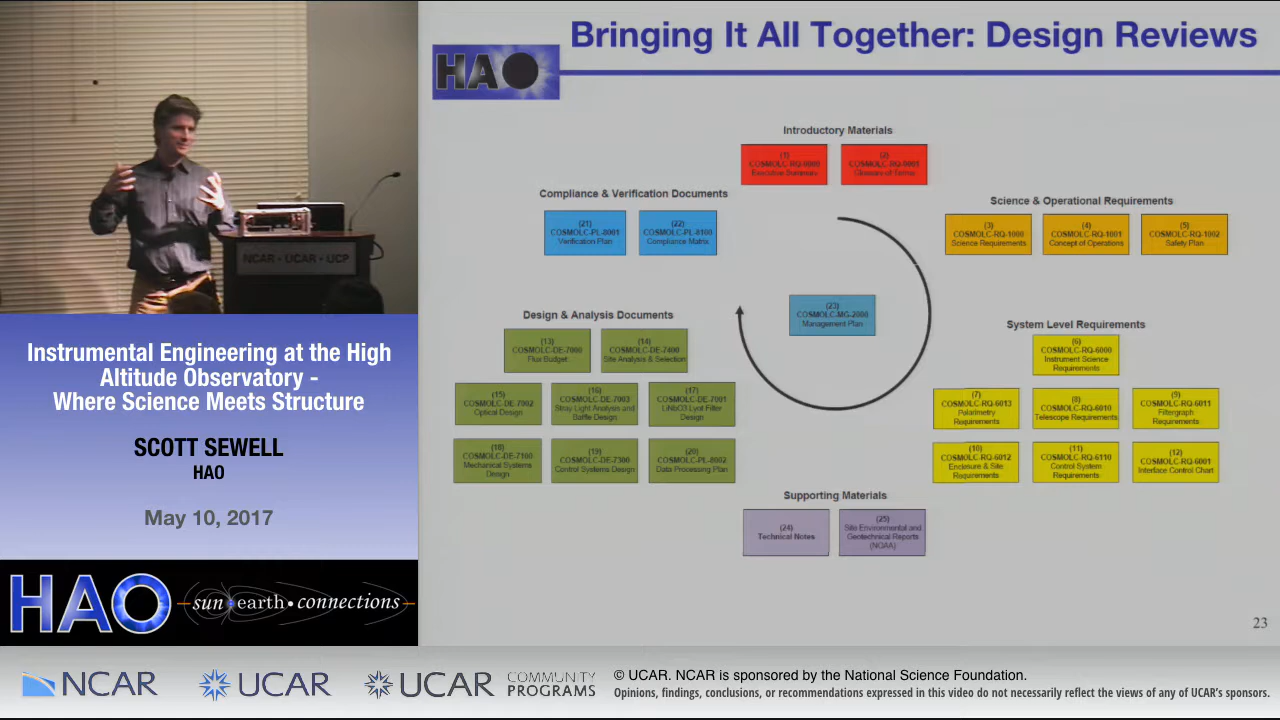 Bringing It All Together: Design Reviews
HAO
Introductory Materials
(1)
COSMOLC-RQ-0000
Executive Summary
(2)
COSMOLC-RQ-0001
Glossary of Terms
Compliance & Verification Documents
(21)
COSMOLC-PL-8001
Verification Plan
(22)
COSMOLC-PL-8100
Compliance Matrix
Science & Operational Requirements
(3)
COSMOLC-RQ-1000
Science Requirements
(4)
COSMOLC-RQ-1001
Concept of Operations
(5)
COSMOLC-RQ-1002
Safety Plan
(23)
COSMOLC-MG-2000
Management Plan
Design & Analysis Documents
(13)
COSMOLC-DE-7000
Flux Budget
(14)
COSMOLC-DE-7400
Site Analysis & Selection
(15)
COSMOLC-DE-7002
Optical Design
(16)
COSMOLC-DE-7003
Stray Light Analysis and
Baffle Design
(17)
COSMOLC-DE-7001
LiNbO3 Lyot Filter
Design
(18)
COSMOLC-DE-7100
Mechanical Systems
Design
(19)
COSMOLC-DE-7300
Control Systems Design
(20)
COSMOLC-PL-8002
Data Processing Plan
System Level Requirements
(6)
COSMOLC-RQ-6000
Instrument Science
Requirements
(7)
COSMOLC-RQ-6013
Polarimetry
Requirements
(8)
COSMOLC-RQ-6010
Telescope Requirements
(9)
COSMOLC-RQ-6011
Filtergraph
Requirements
(10)
COSMOLC-RQ-6012
Enclosure & Site
Requirements
(11)
COSMOLC-RQ-6110
Control System
Requirements
(12)
COSMOLC-RQ-6001
Interface Control Chart
Supporting Materials
(24)
Technical Notes
(25)
Site Environmental and
Geotechnical Reports
(NOAA)
23
NCAR • UCAR • UCP
Instrumental Engineering at the High
Altitude Observatory -
Where Science Meets Structure
SCOTT SEWELL
HAO
May 10, 2017
HAO sun•earth•connections
NCAR UCAR UCAR COMMUNITY PROGRAMS
© UCAR. NCAR is sponsored by the National Science Foundation.
Opinions, findings, conclusions, or recommendations expressed in this video do not necessarily reflect the views of any of UCAR's sponsors.